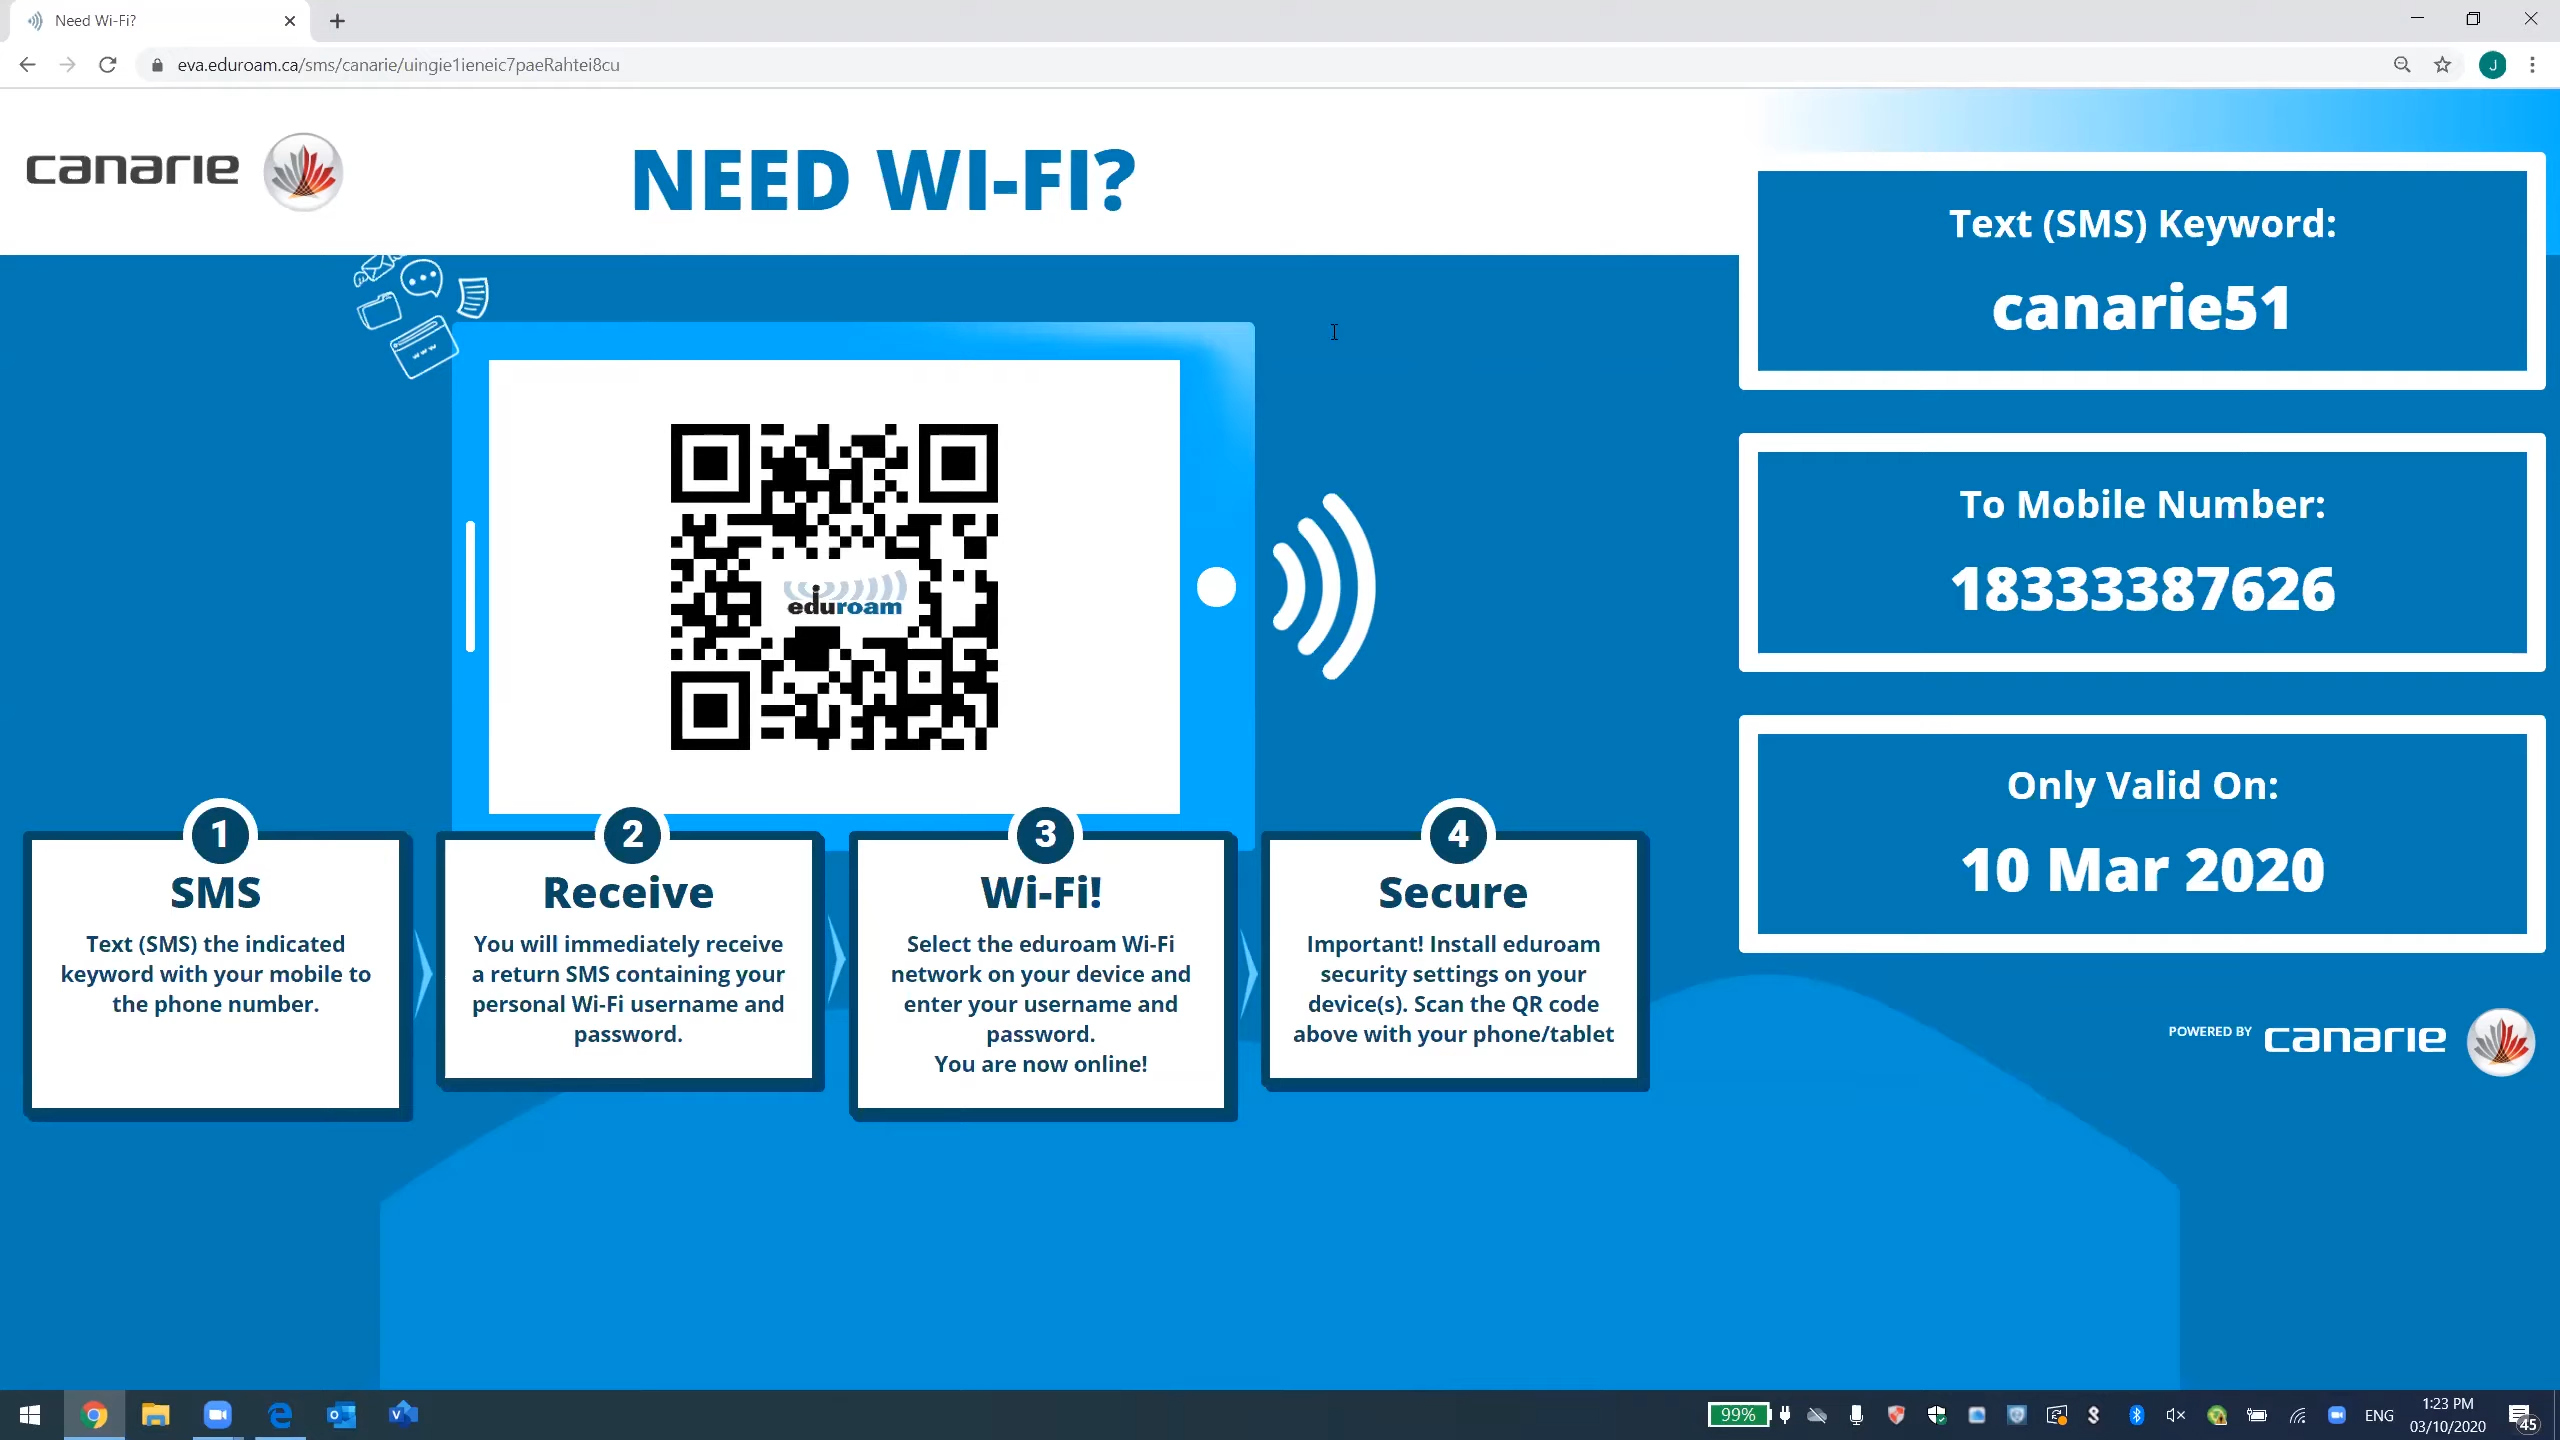 Need Wi-Fi?
eva.eduroam.ca/sms/canarie/uingie1ieneic7paeRahtei8cu
J
canarie
NEED WI-FI?
Text (SMS) Keyword:
canarie51
To Mobile Number:
18333387626
Only Valid On:
10 Mar 2020
eduroam
1
SMS
Text (SMS) the indicated
keyword with your mobile to
the phone number.
2
Receive
You will immediately receive
a return SMS containing your
personal Wi-Fi username and
password.
3
Wi-Fi!
Select the eduroam Wi-Fi
network on your device and
enter your username and
password.
You are now online!
4
Secure
Important! Install eduroam
security settings on your
device(s). Scan the QR code
above with your phone/tablet
POWERED BY canarie
99%
ENG
1:23 PM
03/10/2020
45